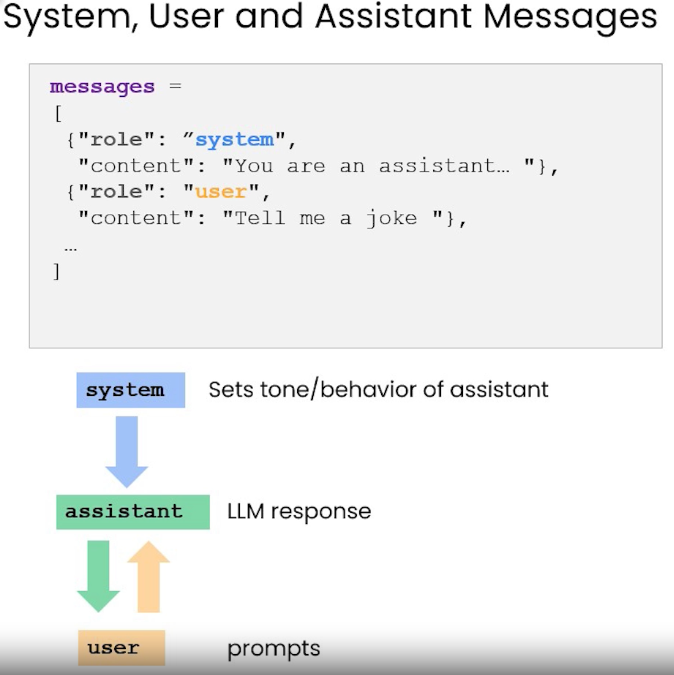 System, User and Assistant Messages
messages =
[
{"role": ”system",
"content": "You are an assistant… "},
{"role": "user",
"content": "Tell me a joke "},
…
]
system Sets tone/behavior of assistant
assistant LLM response
user prompts